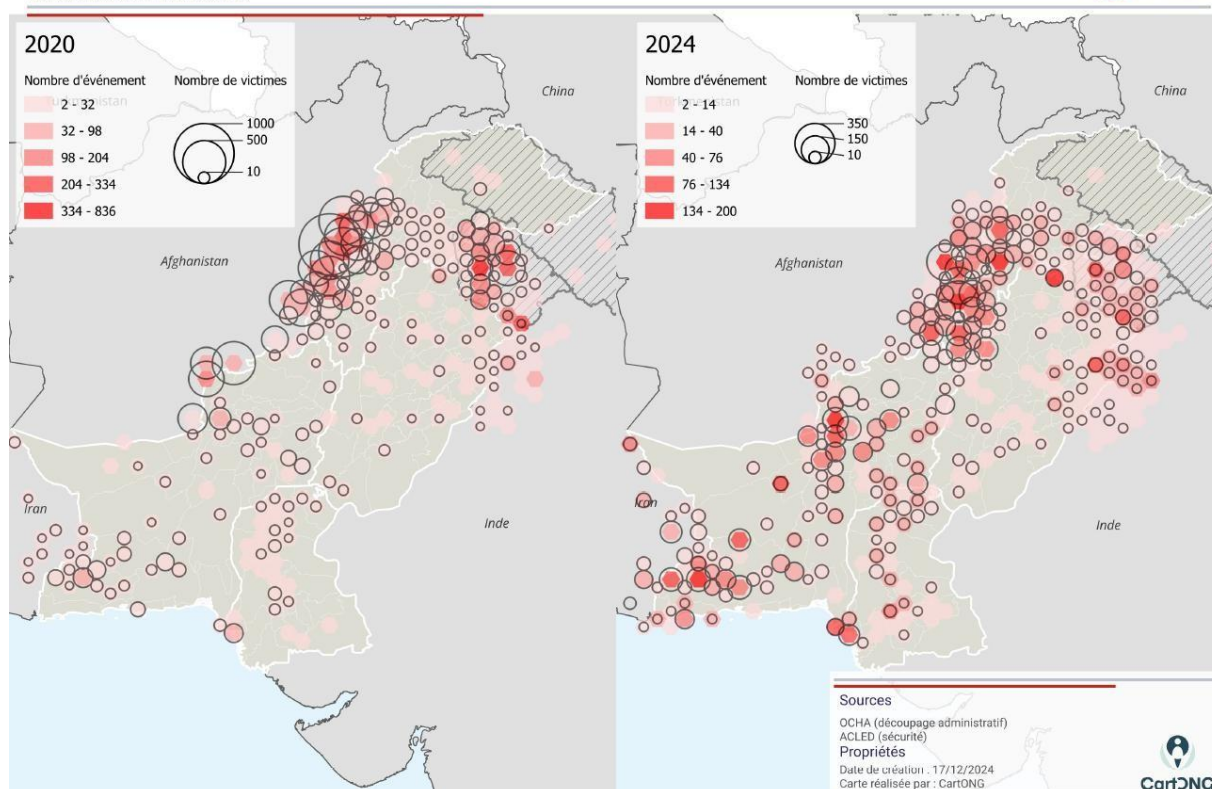 2020
Nombre d'événement
Nombre de victimes
2 - 32
32 - 98
98 - 204
204 - 334
334 - 836
1000
500
10
China
Afghanistan
Iran
Inde
2024
Nombre d'événement
Nombre de victimes
2 - 14
14 - 40
40 - 76
76 - 134
134 - 200
350
150
10
China
Afghanistan
Iran
Inde
Sources
OCHA (découpage administratif)
ACLED (sécurité)
Propriétés
Date de création : 17/12/2024
Carte réalisée par : CartONG
CartONG